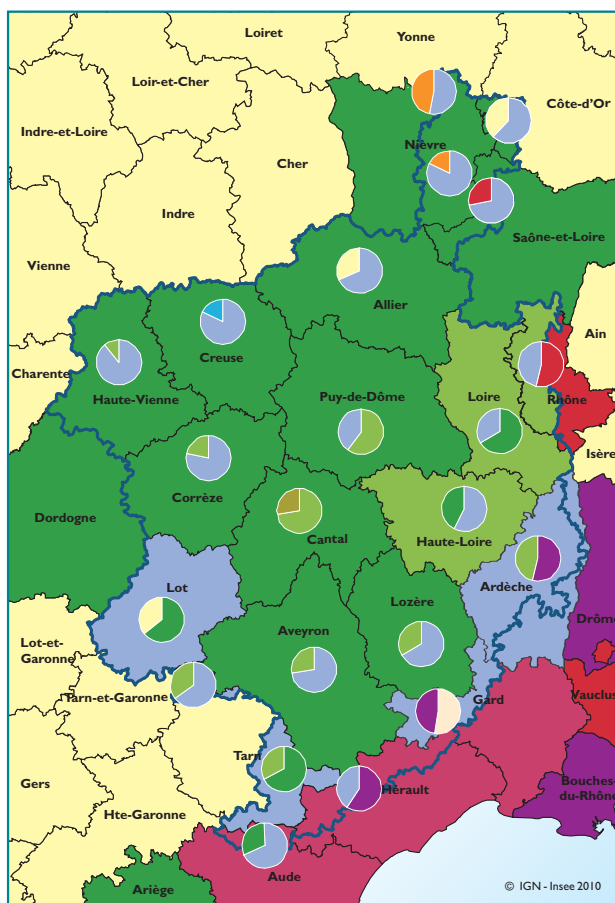 Loiret
Yonne
Loir-et-Cher
Côte-d'Or
Indre-et-Loire
Nièvre
Cher
Indre
Saône-et-Loire
Vienne
Allier
Ain
Creuse
Charente
Loire
Puy-de-Dôme
Haute-Vienne
Rhône
Isère
Corrèze
Dordogne
Cantal
Haute-Loire
Ardèche
Lot
Lozère
Drôme
Aveyron
Lot-et-
Garonne
Tarn-et-Garonne
Gard
Vaucluse
Tarn
Gers
Bouches-
du-Rhône
Hérault
Hte-Garonne
Aude
Ariège
© IGN - Insee 2010